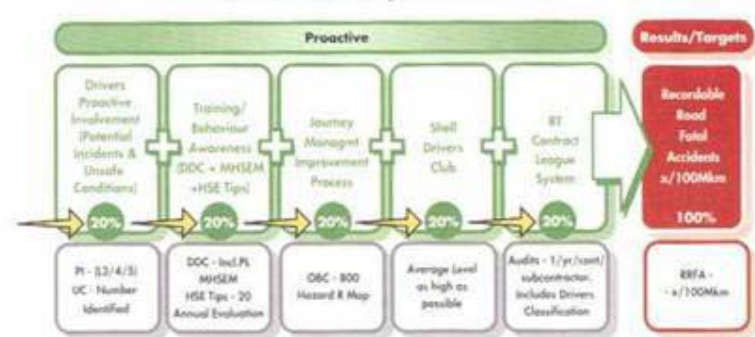 Proactive
Results/Targets
Drivers
Proactive
Involvement
(Potential
Incidents &
Unsafe
Conditions)
20%
Training/
Behaviour
Awareness
(DDC + MHSEM
+HSE Tips)
20%
Journey
Managmt
Improvement
Process
20%
Shell
Drivers
Club
20%
RT
Contract
League
System
20%
Recordable
Road
Fatal
Accidents
x/100Mkm
100%
PI - (L3/4/5)
UC - Number
Identified
DDC - Incl.PL
MHSEM
HSE Tips - 20
Annual Evaluation
OBC - 800
Hazard R Map
Average Level
as high as
possible
Audits - 1/yr/cont/
subcontractor.
Includes Drivers
Classification
RRFA -
- x/100Mkm